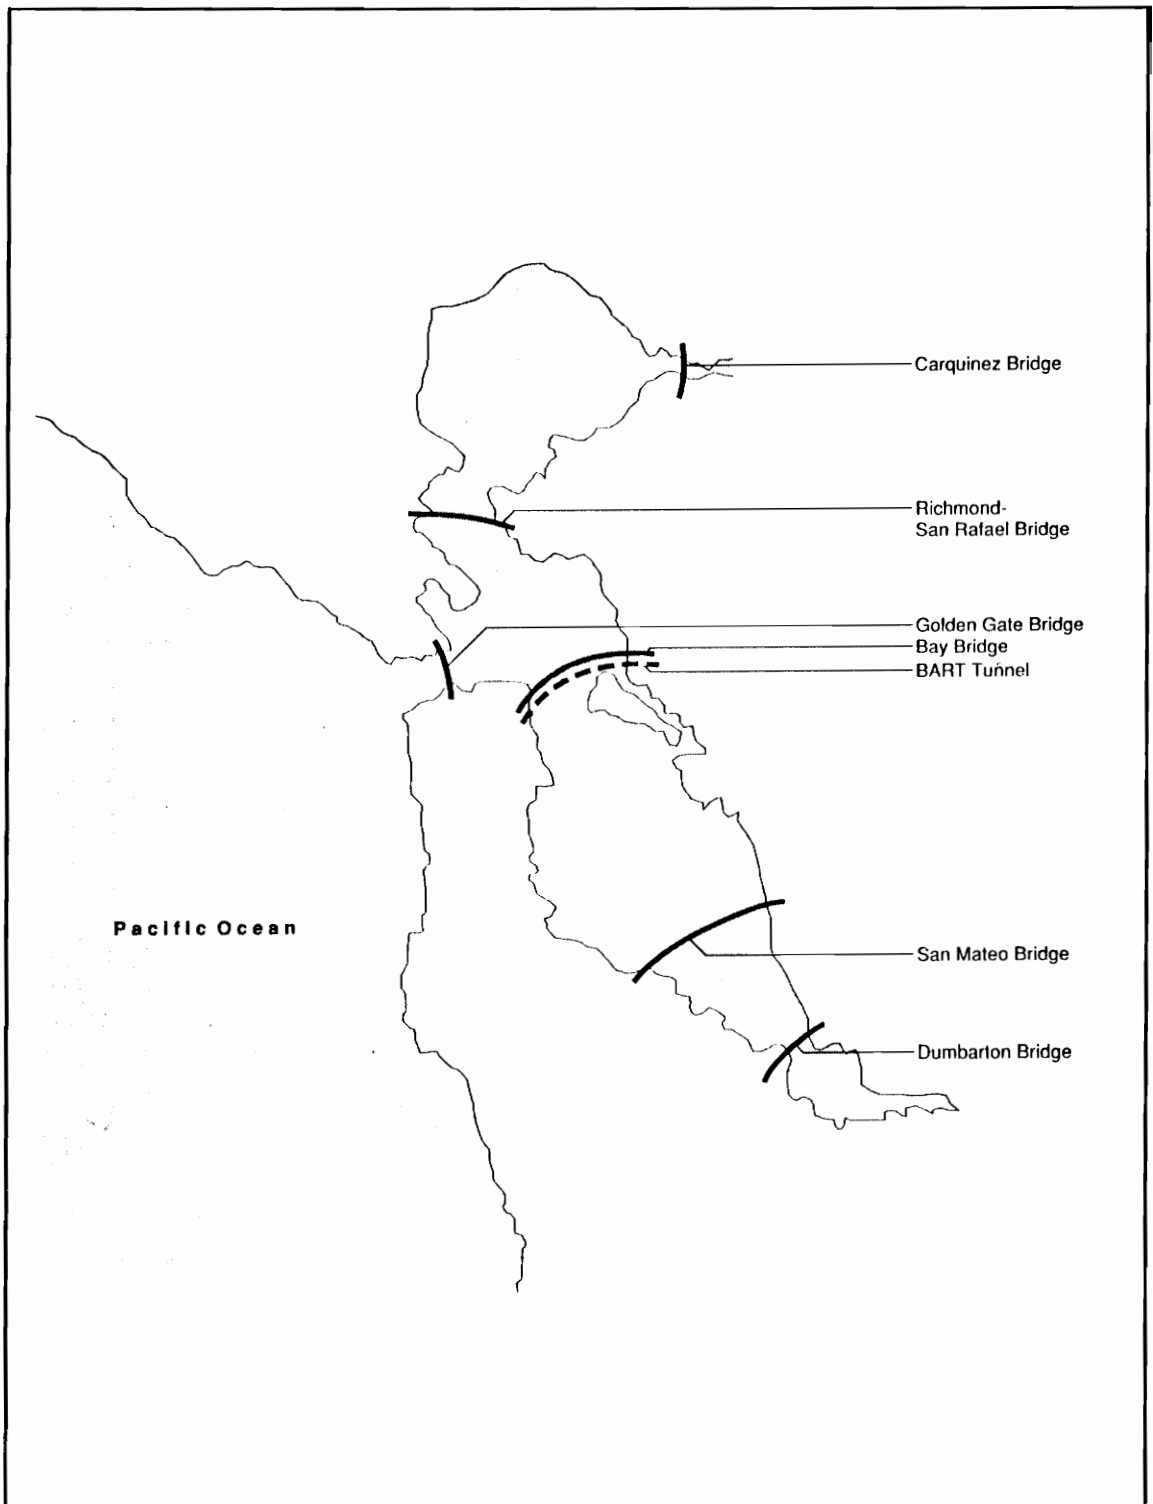 Carquinez Bridge
Richmond-
San Rafael Bridge
Golden Gate Bridge
Bay Bridge
BART Tunnel
Pacific Ocean
San Mateo Bridge
Dumbarton Bridge